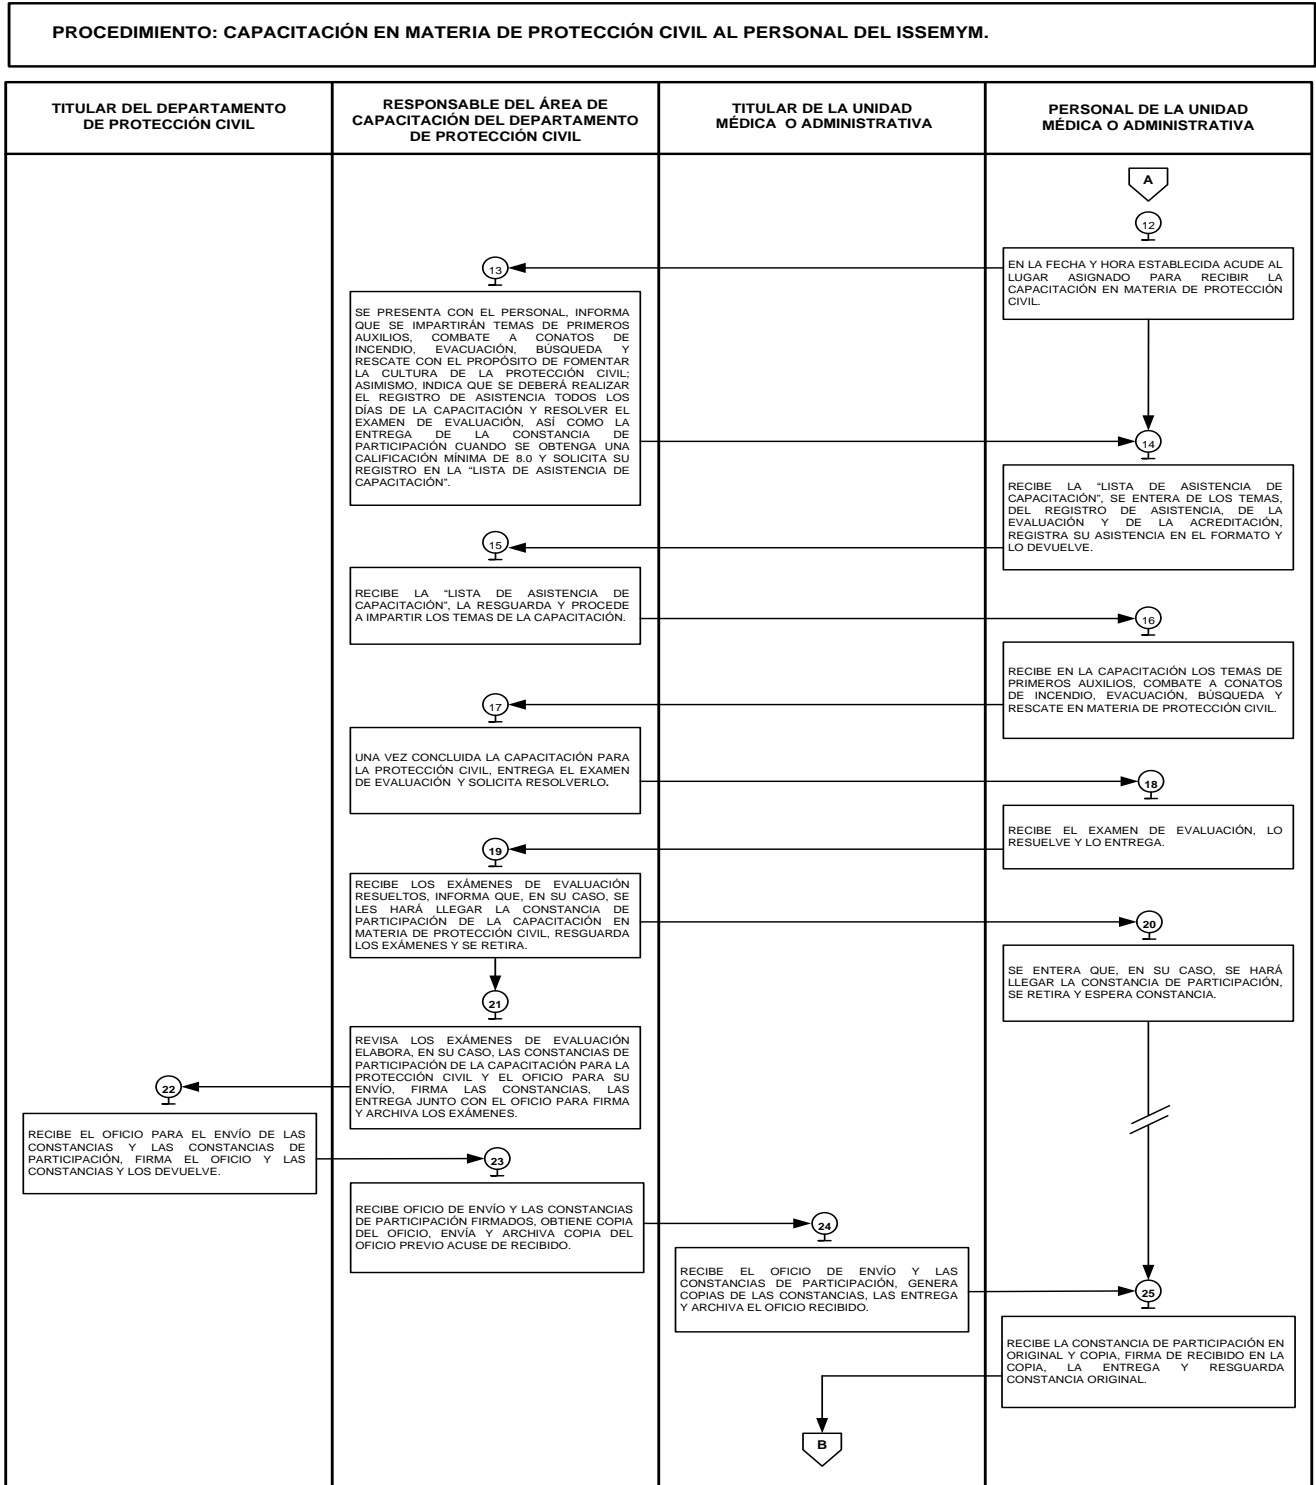 PROCEDIMIENTO: CAPACITACIÓN EN MATERIA DE PROTECCIÓN CIVIL AL PERSONAL DEL ISSEMYM.
TITULAR DEL DEPARTAMENTO
DE PROTECCIÓN CIVIL
RESPONSABLE DEL ÁREA DE
CAPACITACIÓN DEL DEPARTAMENTO
DE PROTECCIÓN CIVIL
TITULAR DE LA UNIDAD
MÉDICA O ADMINISTRATIVA
PERSONAL DE LA UNIDAD
MÉDICA O ADMINISTRATIVA
A
12
EN LA FECHA Y HORA ESTABLECIDA ACUDE AL
LUGAR ASIGNADO PARA RECIBIR LA
CAPACITACIÓN EN MATERIA DE PROTECCIÓN
CIVIL.
13
SE PRESENTA CON EL PERSONAL, INFORMA
QUE SE IMPARTIRÁN TEMAS DE PRIMEROS
AUXILIOS, COMBATE A CONATOS DE
INCENDIO, EVACUACIÓN, BÚSQUEDA Y
RESCATE CON EL PROPÓSITO DE FOMENTAR
LA CULTURA DE LA PROTECCIÓN CIVIL;
ASIMISMO, INDICA QUE SE DEBERÁ REALIZAR
EL REGISTRO DE ASISTENCIA TODOS LOS
DÍAS DE LA CAPACITACIÓN Y RESOLVER EL
EXAMEN DE EVALUACIÓN, ASÍ COMO LA
ENTREGA DE LA CONSTANCIA DE
PARTICIPACIÓN CUANDO SE OBTENGA UNA
CALIFICACIÓN MÍNIMA DE 8.0 Y SOLICITA SU
REGISTRO EN LA “LISTA DE ASISTENCIA DE
CAPACITACIÓN”.
14
RECIBE LA “LISTA DE ASISTENCIA DE
CAPACITACIÓN”, SE ENTERA DE LOS TEMAS,
DEL REGISTRO DE ASISTENCIA, DE LA
EVALUACIÓN Y DE LA ACREDITACIÓN,
REGISTRA SU ASISTENCIA EN EL FORMATO Y
LO DEVUELVE.
15
RECIBE LA “LISTA DE ASISTENCIA DE
CAPACITACIÓN”, LA RESGUARDA Y PROCEDE
A IMPARTIR LOS TEMAS DE LA CAPACITACIÓN.
16
RECIBE EN LA CAPACITACIÓN LOS TEMAS DE
PRIMEROS AUXILIOS, COMBATE A CONATOS
DE INCENDIO, EVACUACIÓN, BÚSQUEDA Y
RESCATE EN MATERIA DE PROTECCIÓN CIVIL.
17
UNA VEZ CONCLUIDA LA CAPACITACIÓN PARA
LA PROTECCIÓN CIVIL, ENTREGA EL EXAMEN
DE EVALUACIÓN Y SOLICITA RESOLVERLO.
18
RECIBE EL EXAMEN DE EVALUACIÓN, LO
RESUELVE Y LO ENTREGA.
19
RECIBE LOS EXÁMENES DE EVALUACIÓN
RESUELTOS, INFORMA QUE, EN SU CASO, SE
LES HARÁ LLEGAR LA CONSTANCIA DE
PARTICIPACIÓN DE LA CAPACITACIÓN EN
MATERIA DE PROTECCIÓN CIVIL, RESGUARDA
LOS EXÁMENES Y SE RETIRA.
20
SE ENTERA QUE, EN SU CASO, SE HARÁ
LLEGAR LA CONSTANCIA DE PARTICIPACIÓN,
SE RETIRA Y ESPERA CONSTANCIA.
21
REVISA LOS EXÁMENES DE EVALUACIÓN
ELABORA, EN SU CASO, LAS CONSTANCIAS DE
PARTICIPACIÓN DE LA CAPACITACIÓN PARA LA
PROTECCIÓN CIVIL Y EL OFICIO PARA SU
ENVÍO, FIRMA LAS CONSTANCIAS, LAS
ENTREGA JUNTO CON EL OFICIO PARA FIRMA
Y ARCHIVA LOS EXÁMENES.
22
RECIBE EL OFICIO PARA EL ENVÍO DE LAS
CONSTANCIAS Y LAS CONSTANCIAS DE
PARTICIPACIÓN, FIRMA EL OFICIO Y LAS
CONSTANCIAS Y LOS DEVUELVE.
23
RECIBE OFICIO DE ENVÍO Y LAS CONSTANCIAS
DE PARTICIPACIÓN FIRMADOS, OBTIENE COPIA
DEL OFICIO, ENVÍA Y ARCHIVA COPIA DEL
OFICIO PREVIO ACUSE DE RECIBIDO.
24
RECIBE EL OFICIO DE ENVÍO Y LAS
CONSTANCIAS DE PARTICIPACIÓN, GENERA
COPIAS DE LAS CONSTANCIAS, LAS ENTREGA
Y ARCHIVA EL OFICIO RECIBIDO.
25
RECIBE LA CONSTANCIA DE PARTICIPACIÓN EN
ORIGINAL Y COPIA, FIRMA DE RECIBIDO EN LA
COPIA, LA ENTREGA Y RESGUARDA
CONSTANCIA ORIGINAL.
B